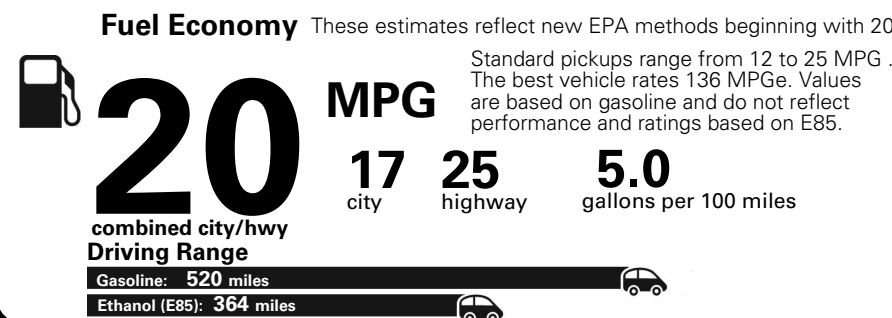 Fuel Economy These estimates reflect new EPA methods beginning with 20
Standard pickups range from 12 to 25 MPG .
The best vehicle rates 136 MPGe. Values
are based on gasoline and do not reflect
performance and ratings based on E85.
20 MPG
combined city/hwy
17 city
25 highway
5.0 gallons per 100 miles
Driving Range
Gasoline: 520 miles
Ethanol (E85): 364 miles